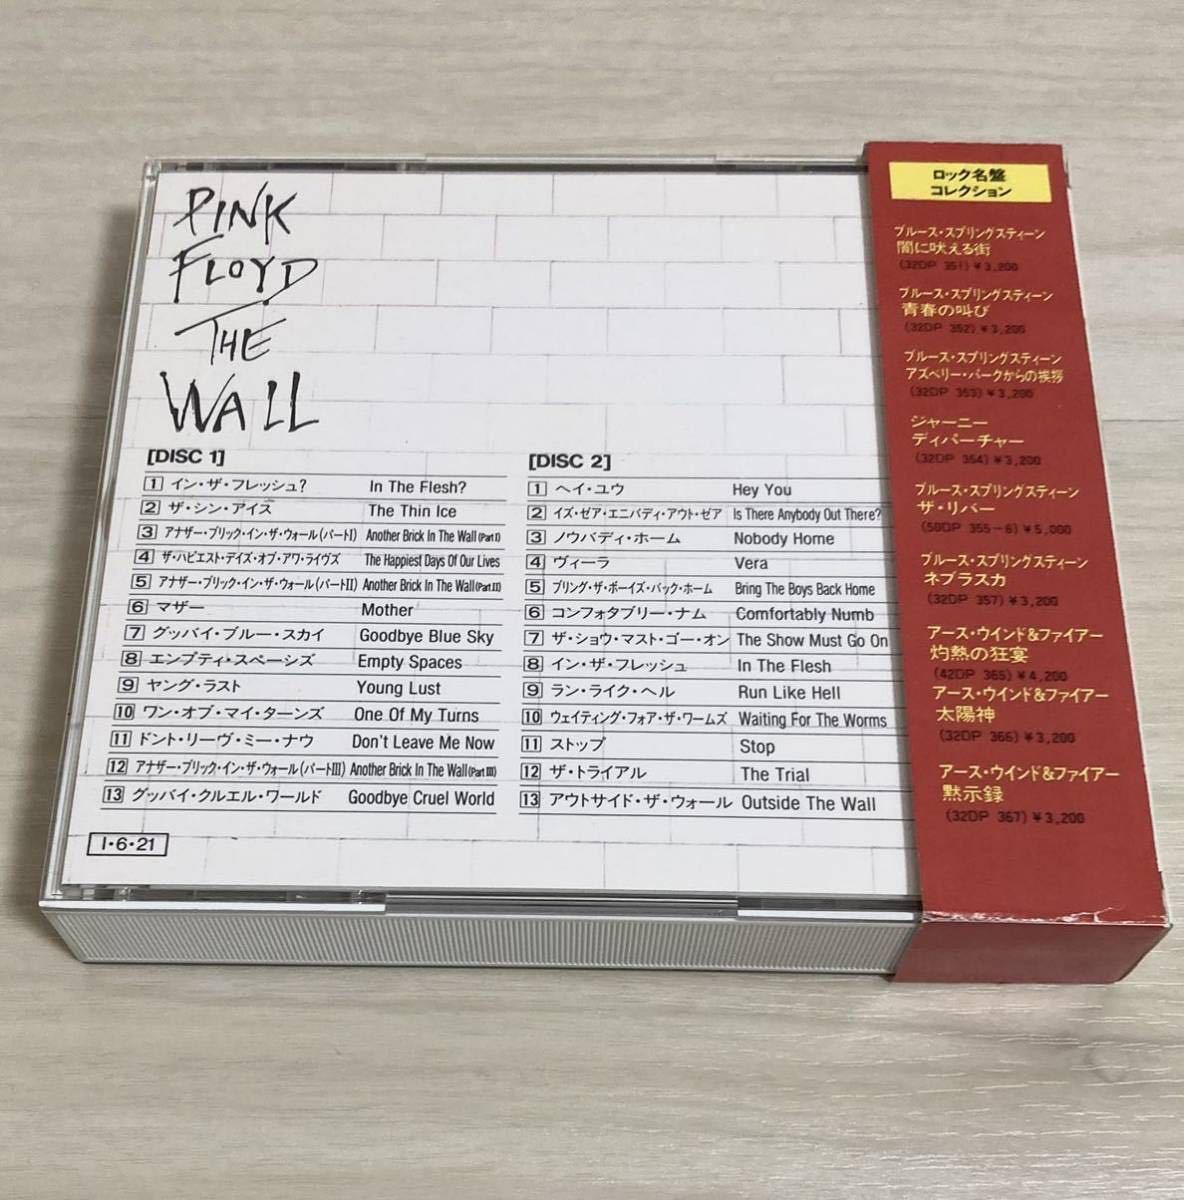 PINK
FLOYD
THE
WALL
[DISC 1]
1 イン・ザ・フレッシュ? In The Flesh?
2 ザ・シン・アイス The Thin Ice
3 アナザー・ブリック・イン・ザ・ウォール(パートI) Another Brick In The Wall(Part I)
4 ザ・ハピエスト・デイズ・オブ・アワ・ライヴズ The Happiest Days Of Our Lives
5 アナザー・ブリック・イン・ザ・ウォール(パートII) Another Brick In The Wall(Part II)
6 マザー Mother
7 グッバイ・ブルー・スカイ Goodbye Blue Sky
8 エンプティ・スペーシズ Empty Spaces
9 ヤング・ラスト Young Lust
10 ワン・オブ・マイ・ターンズ One Of My Turns
11 ドント・リーヴ・ミー・ナウ Don't Leave Me Now
12 アナザー・ブリック・イン・ザ・ウォール(パートIII) Another Brick In The Wall(Part III)
13 グッバイ・クルエル・ワールド Goodbye Cruel World
[DISC 2]
1 ヘイ・ユウ Hey You
2 イズ・ゼア・エニバディ・アウト・ゼア Is There Anybody Out There?
3 ノウバディ・ホーム Nobody Home
4 ヴィーラ Vera
5 ブリング・ザ・ボーイズ・バック・ホーム Bring The Boys Back Home
6 コンフォタブリー・ナム Comfortably Numb
7 ザ・ショウ・マスト・ゴー・オン The Show Must Go On
8 イン・ザ・フレッシュ In The Flesh
9 ラン・ライク・ヘル Run Like Hell
10 ウェイティング・フォア・ザ・ワームズ Waiting For The Worms
11 ストップ Stop
12 ザ・トライアル The Trial
13 アウトサイド・ザ・ウォール Outside The Wall
I・6・21
ロック名盤
コレクション
ブルース・スプリングスティーン
闇に吠える街
(32DP 351) ¥3,200
ブルース・スプリングスティーン
青春の叫び
(32DP 352) ¥3,200
ブルース・スプリングスティーン
アズベリー・パークからの挨拶
(32DP 353) ¥3,200
ジャーニー
ディパーチャー
(32DP 354) ¥3,200
ブルース・スプリングスティーン
ザ・リバー
(50DP 355-6) ¥5,000
ブルース・スプリングスティーン
ネブラスカ
(32DP 357) ¥3,200
アース・ウインド&ファイアー
灼熱の狂宴
(42DP 365) ¥4,200
アース・ウインド&ファイアー
太陽神
(32DP 366) ¥3,200
アース・ウインド&ファイアー
黙示録
(32DP 367) ¥3,200